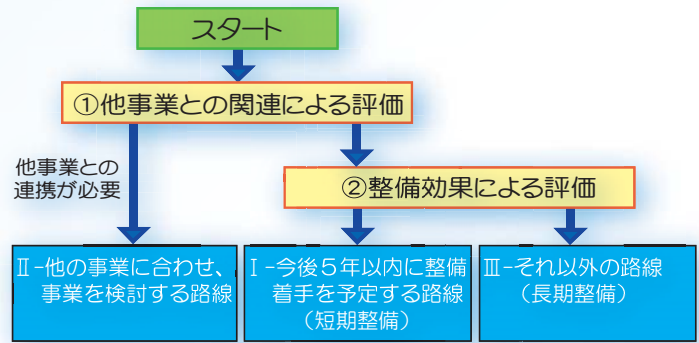 スタート
①他事業との関連による評価
他事業との
連携が必要
②整備効果による評価
Ⅱ-他の事業に合わせ、
事業を検討する路線
Ⅰ-今後５年以内に整備
着手を予定する路線
（短期整備）
Ⅲ-それ以外の路線
（長期整備）